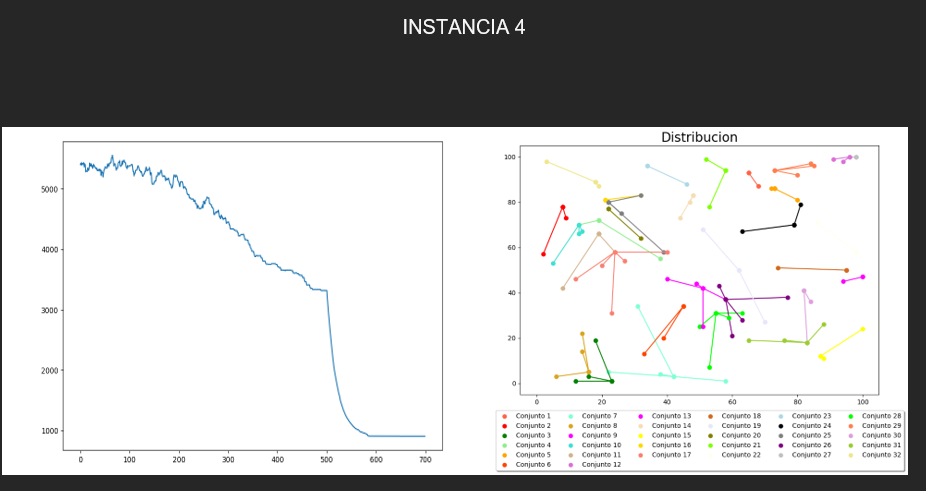 INSTANCIA 4
Distribucion
5000
4000
3000
2000
1000
0 100 200 300 400 500 600 700
100
80
60
40
20
0
0 20 40 60 80 100
Conjunto 1 Conjunto 7 Conjunto 13 Conjunto 18 Conjunto 23 Conjunto 28
Conjunto 2 Conjunto 8 Conjunto 14 Conjunto 19 Conjunto 24 Conjunto 29
Conjunto 3 Conjunto 9 Conjunto 15 Conjunto 20 Conjunto 25 Conjunto 30
Conjunto 4 Conjunto 10 Conjunto 16 Conjunto 21 Conjunto 26 Conjunto 31
Conjunto 5 Conjunto 11 Conjunto 17 Conjunto 22 Conjunto 27 Conjunto 32
Conjunto 6 Conjunto 12